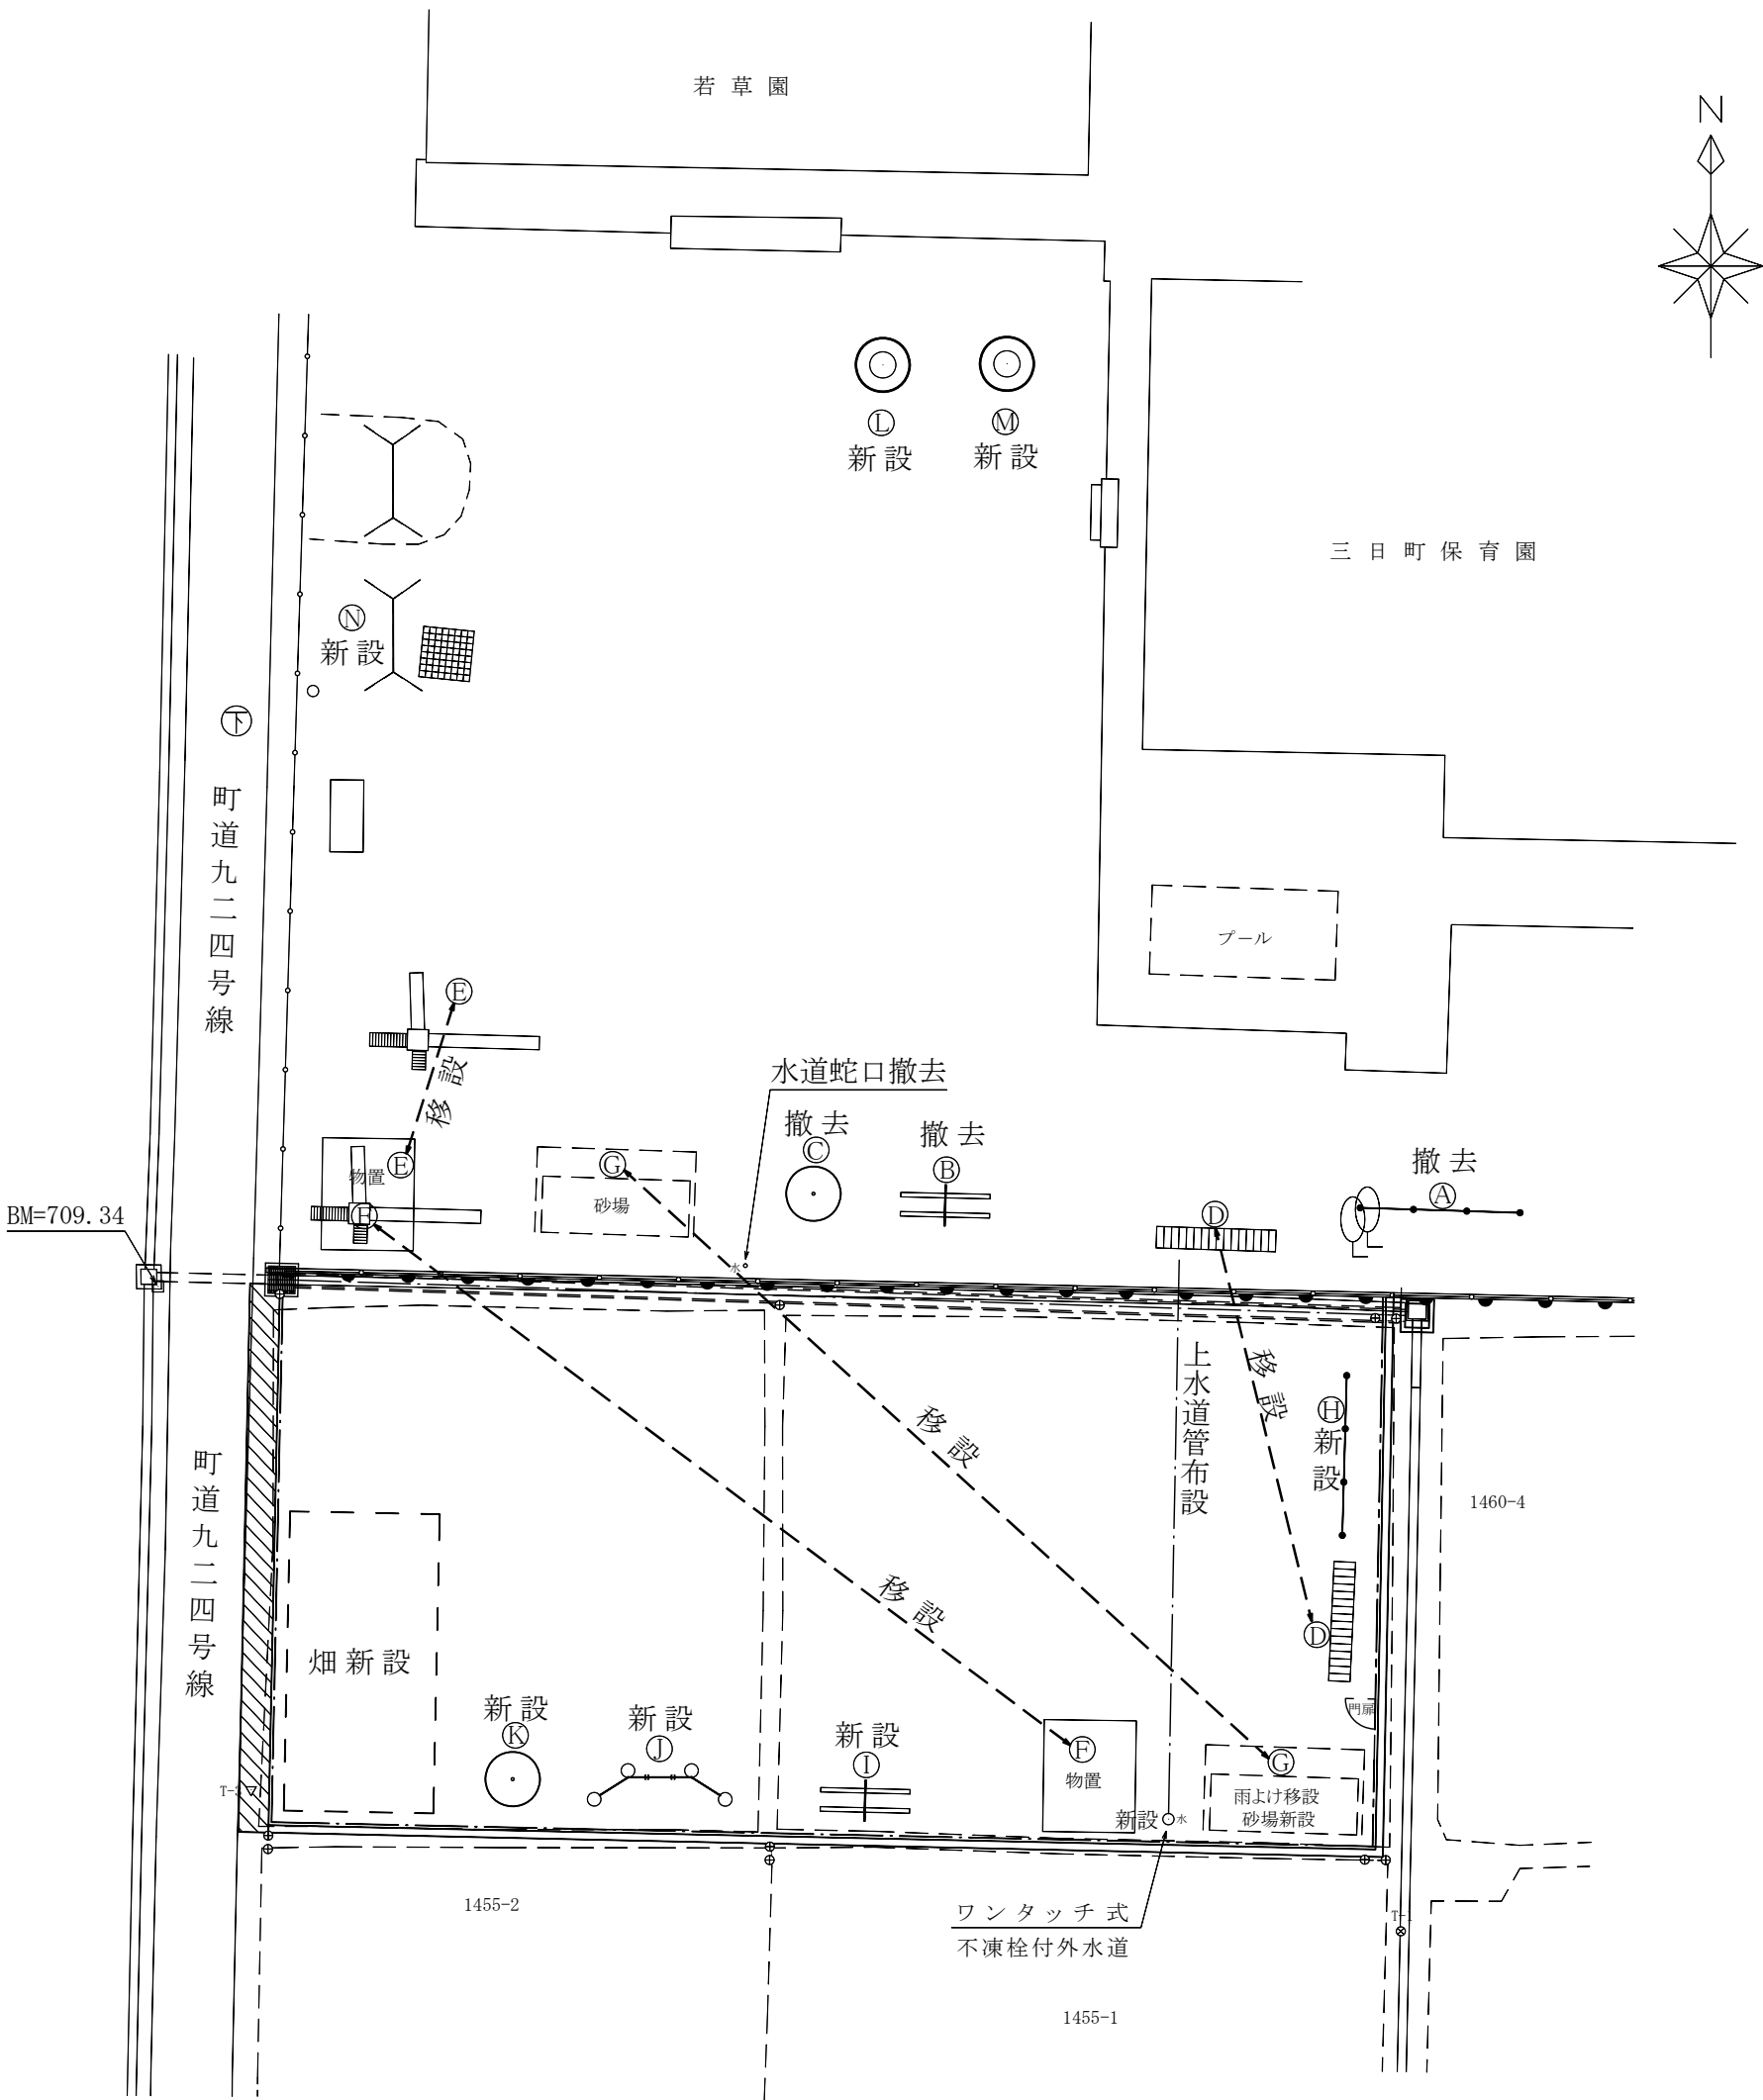 若草園
N
Ⓛ
新設
Ⓜ
新設
三日町保育園
Ⓝ
新設
㊦
町道九二四号線
プール
Ⓔ
移設
水道蛇口撤去
撤去
Ⓒ
撤去
Ⓑ
撤去
Ⓐ
物置
Ⓔ
Ⓕ
Ⓖ
砂場
Ⓓ
BM=709.34
水
町道九二四号線
移設
移設
上水道管布設
移設
Ⓗ
新設
1460-4
畑新設
新設
Ⓚ
新設
Ⓙ
新設
Ⓘ
Ⓕ
物置
Ⓓ
門扉
Ⓖ
雨よけ移設
砂場新設
新設
水
T-3
1455-2
ワンタッチ式
不凍栓付外水道
T-1
1455-1